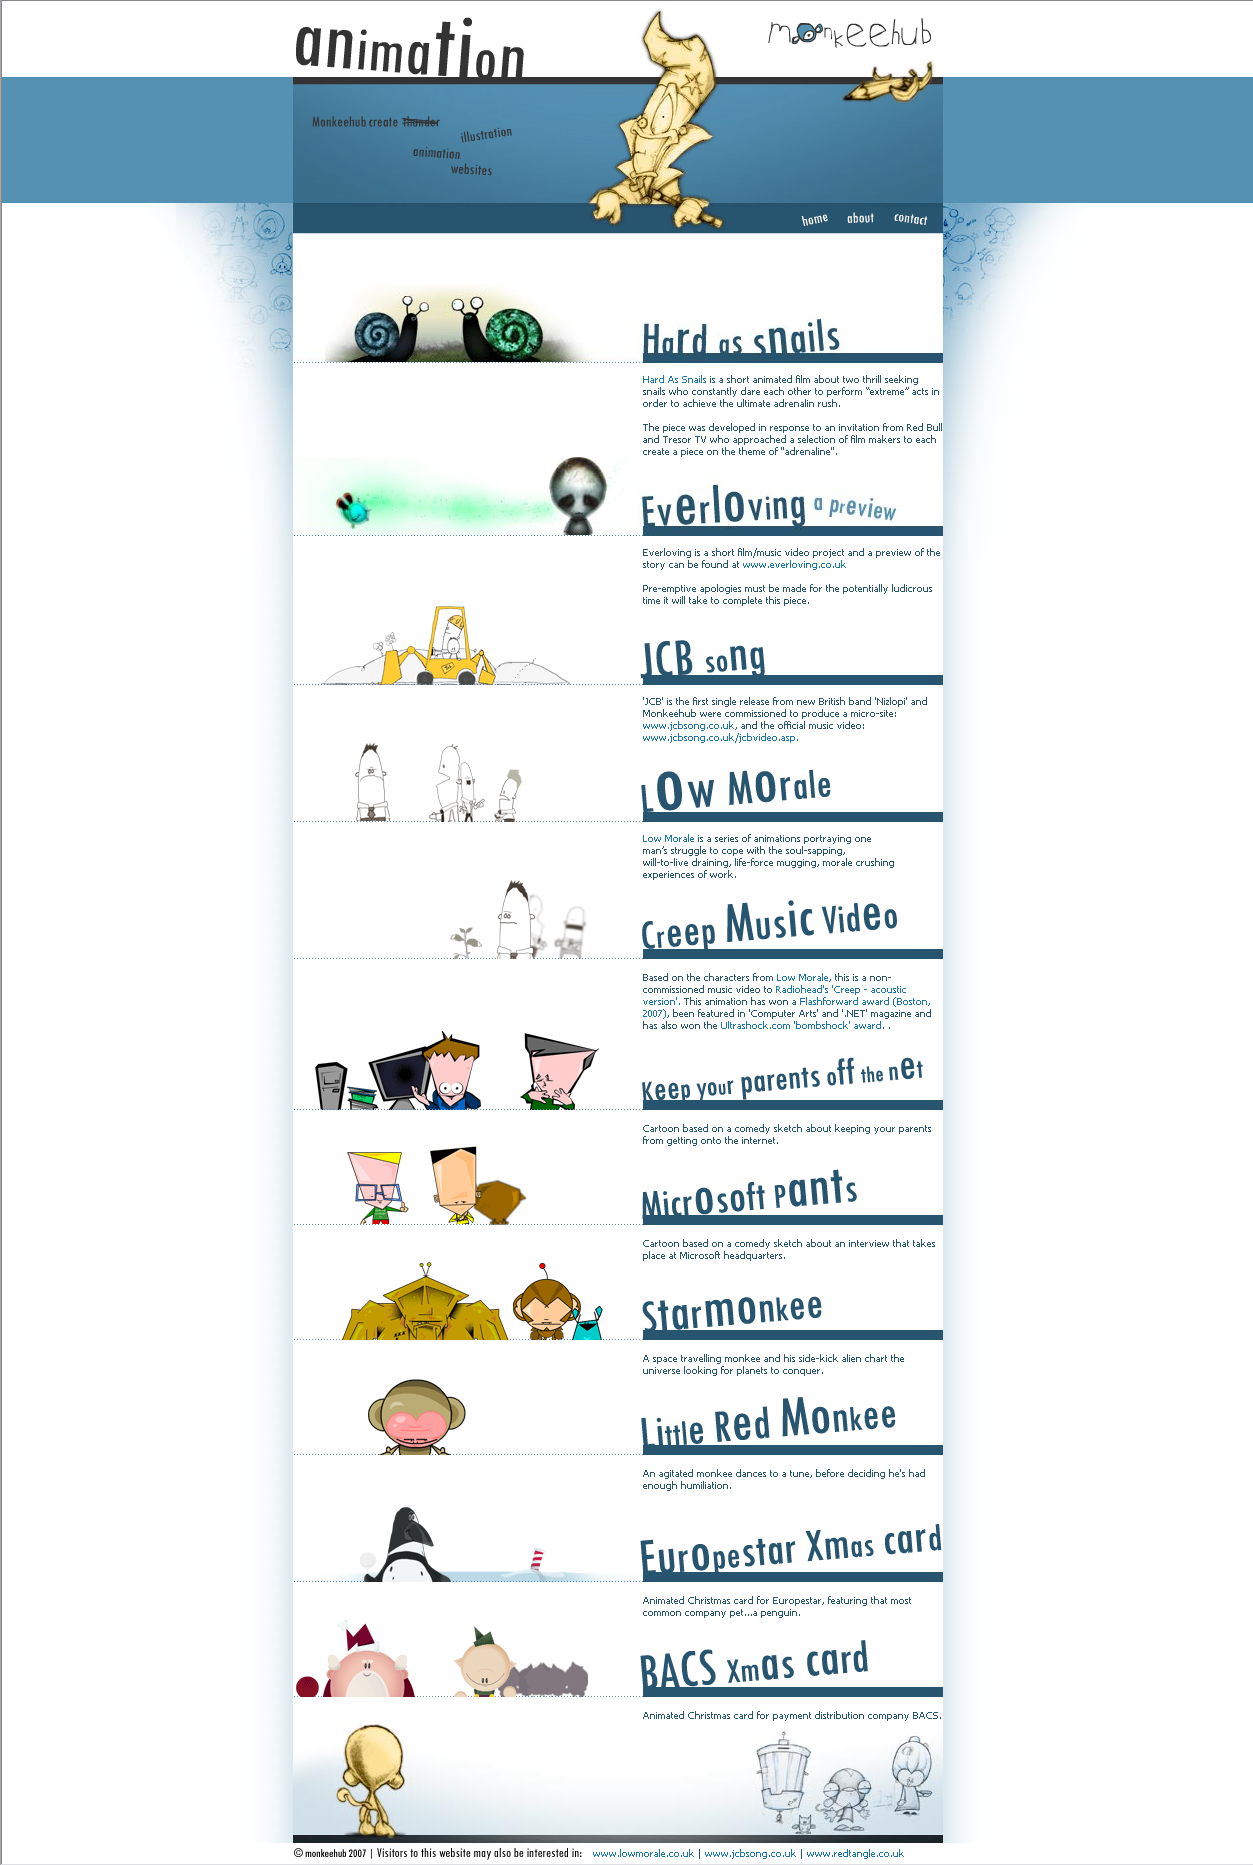 animation
monkeehub
Monkeehub create Thunder
illustration
animation
websites
home about contact
Hard as snails
Hard As Snails is a short animated film about two thrill seeking
snails who constantly dare each other to perform “extreme” acts in
order to achieve the ultimate adrenalin rush.
The piece was developed in response to an invitation from Red Bull
and Tresor TV who approached a selection of film makers to each
create a piece on the theme of "adrenaline".
Everloving a preview
Everloving is a short film/music video project and a preview of the
story can be found at www.everloving.co.uk
Pre-emptive apologies must be made for the potentially ludicrous
time it will take to complete this piece.
JCB song
'JCB' is the first single release from new British band 'Nizlopi' and
Monkeehub were commissioned to produce a micro-site:
www.jcbsong.co.uk, and the official music video:
www.jcbsong.co.uk/jcbvideo.asp.
Low Morale
Low Morale is a series of animations portraying one
man’s struggle to cope with the soul-sapping,
will-to-live draining, life-force mugging, morale crushing
experiences of work.
Creep Music Video
Based on the characters from Low Morale, this is a non-
commissioned music video to Radiohead's 'Creep - acoustic
version'. This animation has won a Flashforward award (Boston,
2007), been featured in 'Computer Arts' and '.NET' magazine and
has also won the Ultrashock.com 'bombshock' award. .
Keep your parents off the net
Cartoon based on a comedy sketch about keeping your parents
from getting onto the internet.
Microsoft Pants
Cartoon based on a comedy sketch about an interview that takes
place at Microsoft headquarters.
Starmonkee
A space travelling monkee and his side-kick alien chart the
universe looking for planets to conquer.
Little Red Monkee
An agitated monkee dances to a tune, before deciding he's had
enough humiliation.
Europestar Xmas card
Animated Christmas card for Europestar, featuring that most
common company pet...a penguin.
BACS Xmas card
Animated Christmas card for payment distribution company BACS.
© monkeehub 2007 | Visitors to this website may also be interested in: www.lowmorale.co.uk | www.jcbsong.co.uk | www.redtangle.co.uk